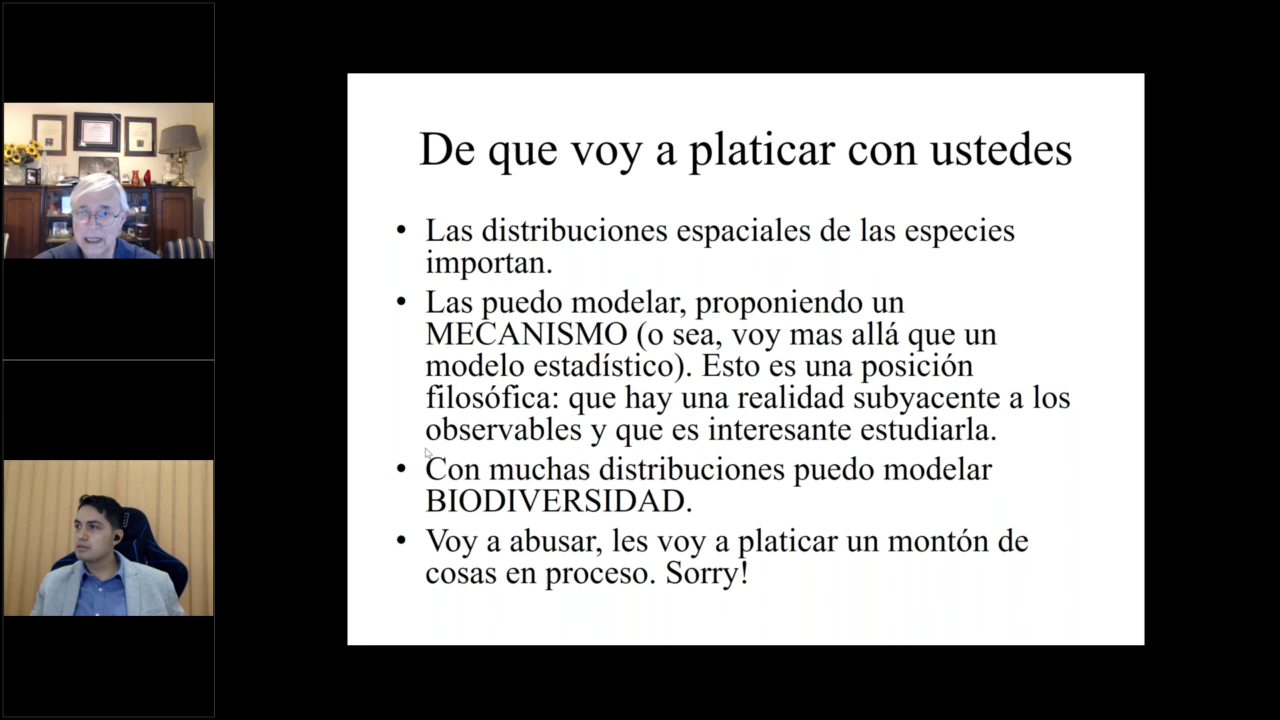 De que voy a platicar con ustedes
• Las distribuciones espaciales de las especies
importan.
• Las puedo modelar, proponiendo un
MECANISMO (o sea, voy mas allá que un
modelo estadístico). Esto es una posición
filosófica: que hay una realidad subyacente a los
observables y que es interesante estudiarla.
• Con muchas distribuciones puedo modelar
BIODIVERSIDAD.
• Voy a abusar, les voy a platicar un montón de
cosas en proceso. Sorry!